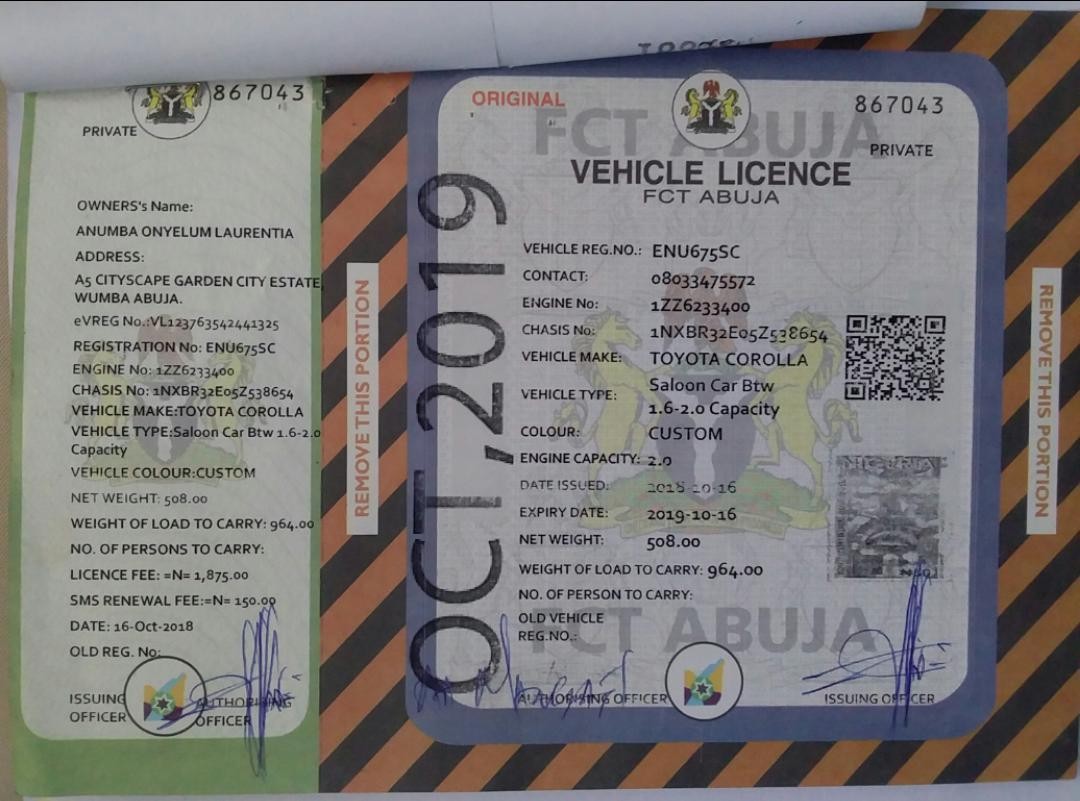 867043
PRIVATE
OWNERS's Name:
ANUMBA ONYELUM LAURENTIA
ADDRESS:
A5 CITYSCAPE GARDEN CITY ESTATE,
WUMBA ABUJA.
eVREG No.:VL123763542441325
REGISTRATION No: ENU675SC
ENGINE No: 1ZZ6233400
CHASIS No: 1NXBR32E05Z538654
VEHICLE MAKE:TOYOTA COROLLA
VEHICLE TYPE:Saloon Car Btw 1.6-2.0
Capacity
VEHICLE COLOUR:CUSTOM
NET WEIGHT: 508.00
WEIGHT OF LOAD TO CARRY: 964.00
NO. OF PERSONS TO CARRY:
LICENCE FEE: =N= 1,875.00
SMS RENEWAL FEE:=N= 150.00
DATE: 16-Oct-2018
OLD REG. No:
ISSUING
OFFICER
AUTHORISING
OFFICER
REMOVE THIS PORTION
OCT,2019
ORIGINAL
867043
FCT ABUJA
PRIVATE
VEHICLE LICENCE
FCT ABUJA
VEHICLE REG.NO.: ENU675SC
CONTACT: 08033475572
ENGINE No: 1ZZ6233400
CHASIS No: 1NXBR32E05Z538654
VEHICLE MAKE: TOYOTA COROLLA
VEHICLE TYPE: Saloon Car Btw
1.6-2.0 Capacity
COLOUR: CUSTOM
ENGINE CAPACITY: 2.0
DATE ISSUED: 2018-10-16
EXPIRY DATE: 2019-10-16
NET WEIGHT: 508.00
WEIGHT OF LOAD TO CARRY: 964.00
NO. OF PERSON TO CARRY:
OLD VEHICLE
REG.NO.:
FCT ABUJA
AUTHORISING OFFICER
ISSUING OFFICER
NIGERIA
REMOVE THIS PORTION